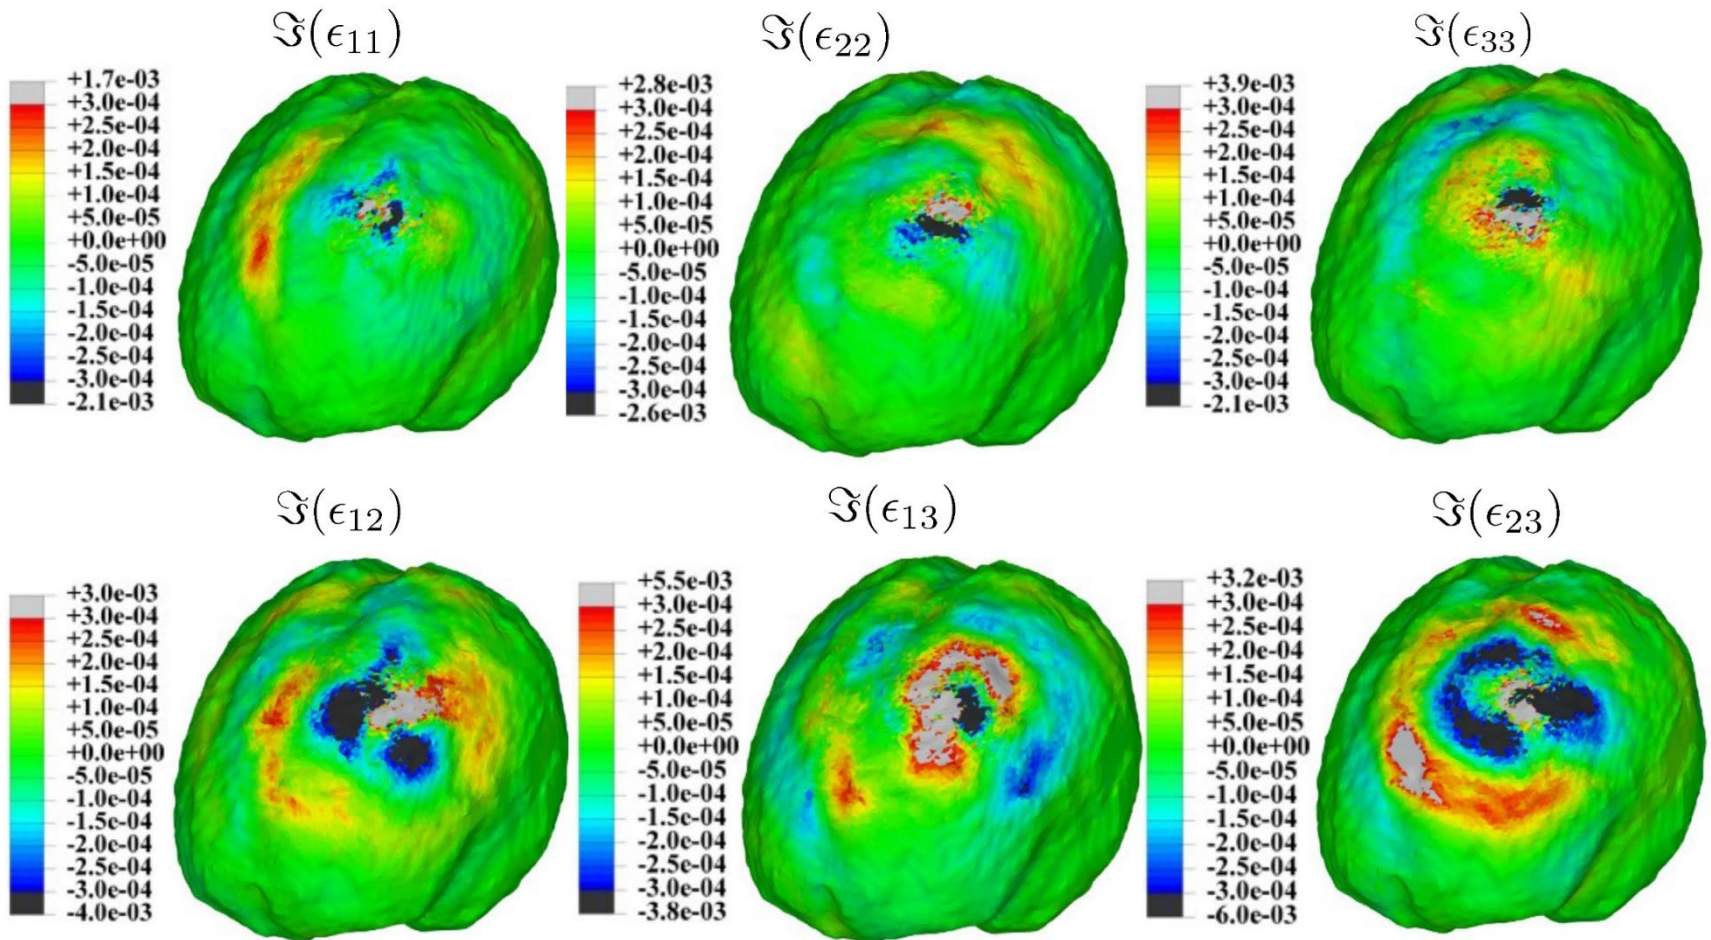 ℑ(ϵ11)
+1.7e-03
+3.0e-04
+2.5e-04
+2.0e-04
+1.5e-04
+1.0e-04
+5.0e-05
+0.0e+00
-5.0e-05
-1.0e-04
-1.5e-04
-2.0e-04
-2.5e-04
-3.0e-04
-2.1e-03
ℑ(ϵ22)
+2.8e-03
+3.0e-04
+2.5e-04
+2.0e-04
+1.5e-04
+1.0e-04
+5.0e-05
+0.0e+00
-5.0e-05
-1.0e-04
-1.5e-04
-2.0e-04
-2.5e-04
-3.0e-04
-2.6e-03
ℑ(ϵ33)
+3.9e-03
+3.0e-04
+2.5e-04
+2.0e-04
+1.5e-04
+1.0e-04
+5.0e-05
+0.0e+00
-5.0e-05
-1.0e-04
-1.5e-04
-2.0e-04
-2.5e-04
-3.0e-04
-2.1e-03
ℑ(ϵ12)
+3.0e-03
+3.0e-04
+2.5e-04
+2.0e-04
+1.5e-04
+1.0e-04
+5.0e-05
+0.0e+00
-5.0e-05
-1.0e-04
-1.5e-04
-2.0e-04
-2.5e-04
-3.0e-04
-4.0e-03
ℑ(ϵ13)
+5.5e-03
+3.0e-04
+2.5e-04
+2.0e-04
+1.5e-04
+1.0e-04
+5.0e-05
+0.0e+00
-5.0e-05
-1.0e-04
-1.5e-04
-2.0e-04
-2.5e-04
-3.0e-04
-3.8e-03
ℑ(ϵ23)
+3.2e-03
+3.0e-04
+2.5e-04
+2.0e-04
+1.5e-04
+1.0e-04
+5.0e-05
+0.0e+00
-5.0e-05
-1.0e-04
-1.5e-04
-2.0e-04
-2.5e-04
-3.0e-04
-6.0e-03